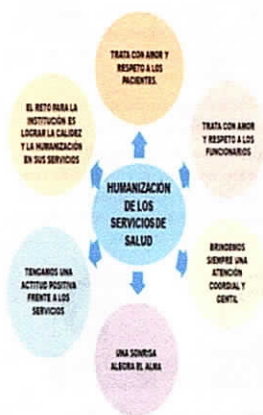 TRATA CON AMOR Y
RESPETO A LOS
PACIENTES.
EL RETO PARA LA
INSTITUCIÓN ES
LOGRAR LA CALIDEZ
Y LA HUMANIZACIÓN
EN SUS SERVICIOS
TRATA CON AMOR
Y RESPETO A LOS
FUNCIONARIOS
HUMANIZACIÓN
DE LOS
SERVICIOS DE
SALUD
TENGAMOS UNA
ACTITUD POSITIVA
FRENTE A LOS
SERVICIOS
BRINDEMOS
SIEMPRE UNA
ATENCIÓN
COORDIAL Y
GENTIL
UNA SONRISA
ALEGRA EL ALMA